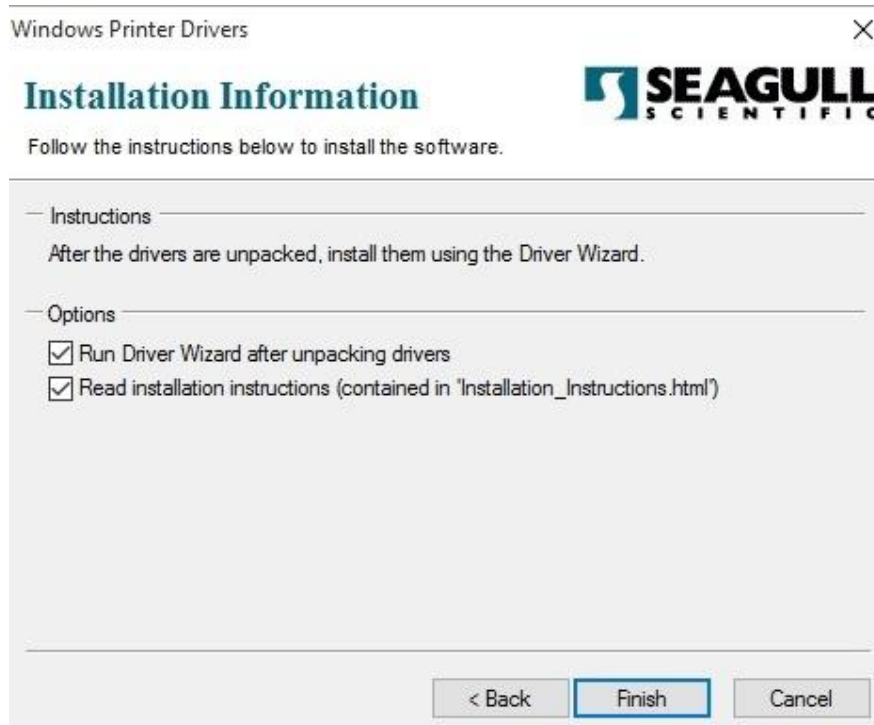 Windows Printer Drivers
Installation Information
SEAGULL
SCIENTIFIC
Follow the instructions below to install the software.
Instructions
After the drivers are unpacked, install them using the Driver Wizard.
Options
Run Driver Wizard after unpacking drivers
Read installation instructions (contained in 'Installation_Instructions.html')
< Back
Finish
Cancel